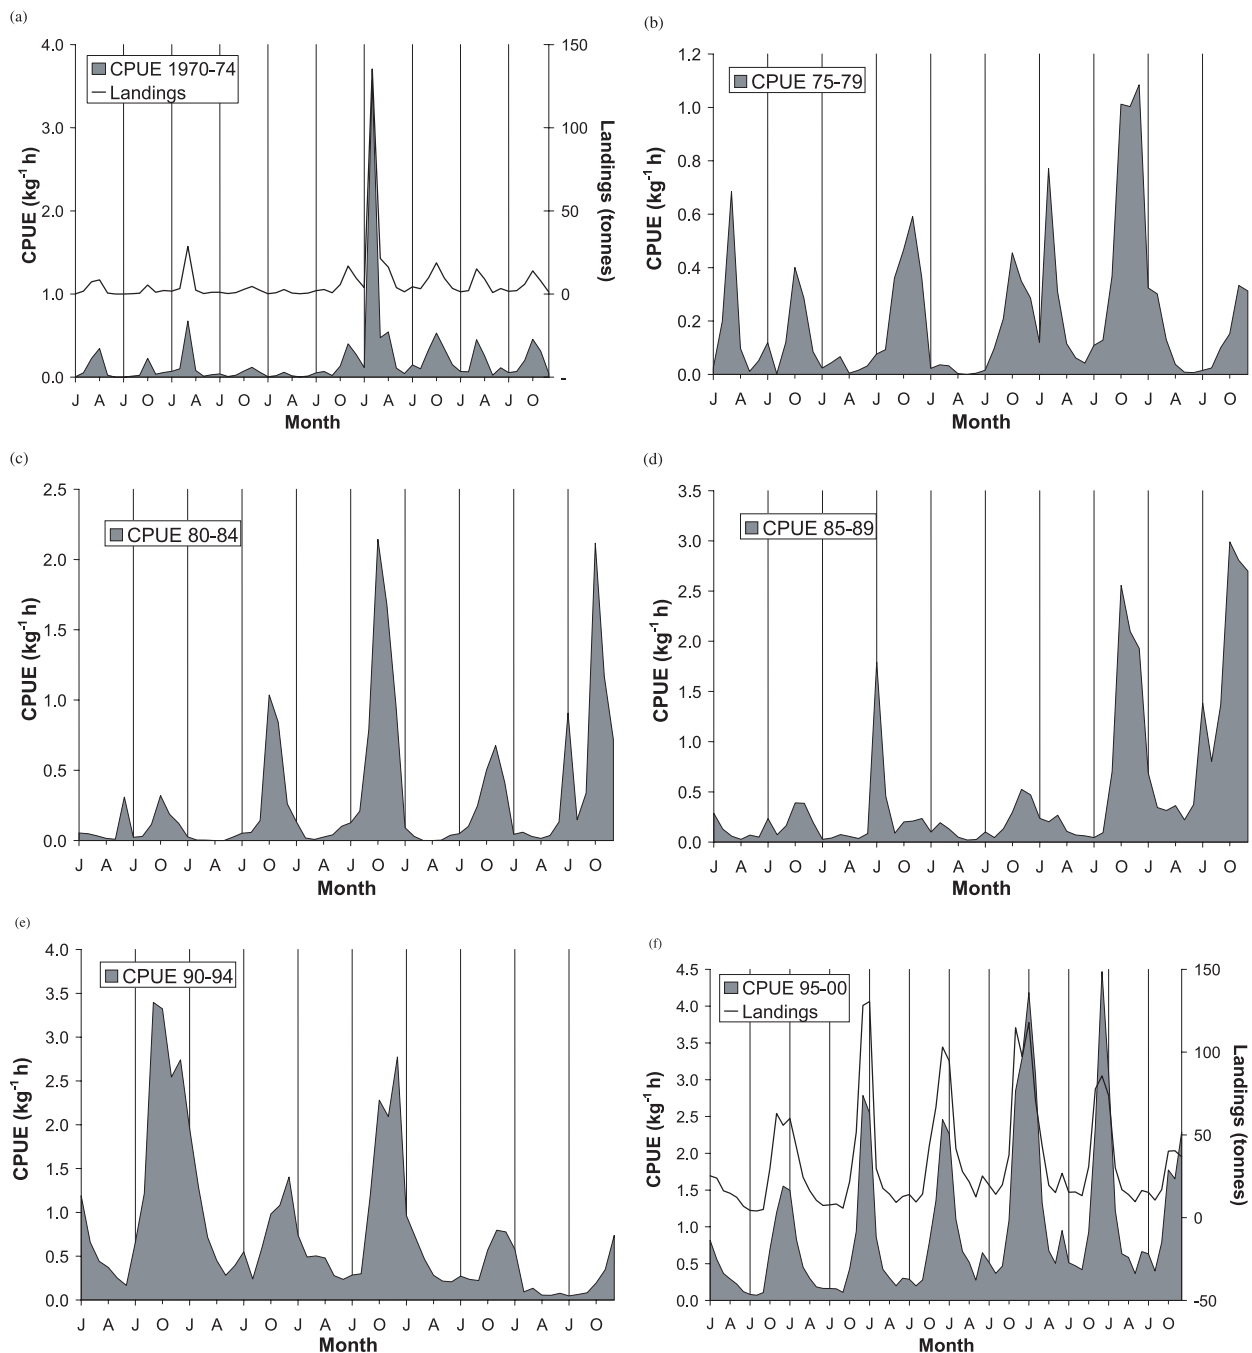 (a)
4.0
3.0
2.0
1.0
0.0
CPUE (kg⁻¹ h)
CPUE 1970-74
Landings
150
100
50
0
-
Landings (tonnes)
J A J O J A J O J A J O J A J O J A J O
Month
(b)
1.2
1.0
0.8
0.6
0.4
0.2
0.0
CPUE (kg⁻¹ h)
CPUE 75-79
J A J O J A J O J A J O J A J O J A J O
Month
(c)
2.5
2.0
1.5
1.0
0.5
0.0
CPUE (kg⁻¹ h)
CPUE 80-84
J A J O J A J O J A J O J A J O J A J O
Month
(d)
3.5
3.0
2.5
2.0
1.5
1.0
0.5
0.0
CPUE (kg⁻¹ h)
CPUE 85-89
J A J O J A J O J A J O J A J O J A J O
Month
(e)
4.0
3.5
3.0
2.5
2.0
1.5
1.0
0.5
0.0
CPUE (kg⁻¹ h)
CPUE 90-94
J A J O J A J O J A J O J A J O J A J O
Month
(f)
4.5
4.0
3.5
3.0
2.5
2.0
1.5
1.0
0.5
0.0
CPUE (kg⁻¹ h)
CPUE 95-00
Landings
150
100
50
0
-50
Landings (tonnes)
J A J O J A J O J A J O J A J O J A J O J A J O
Month